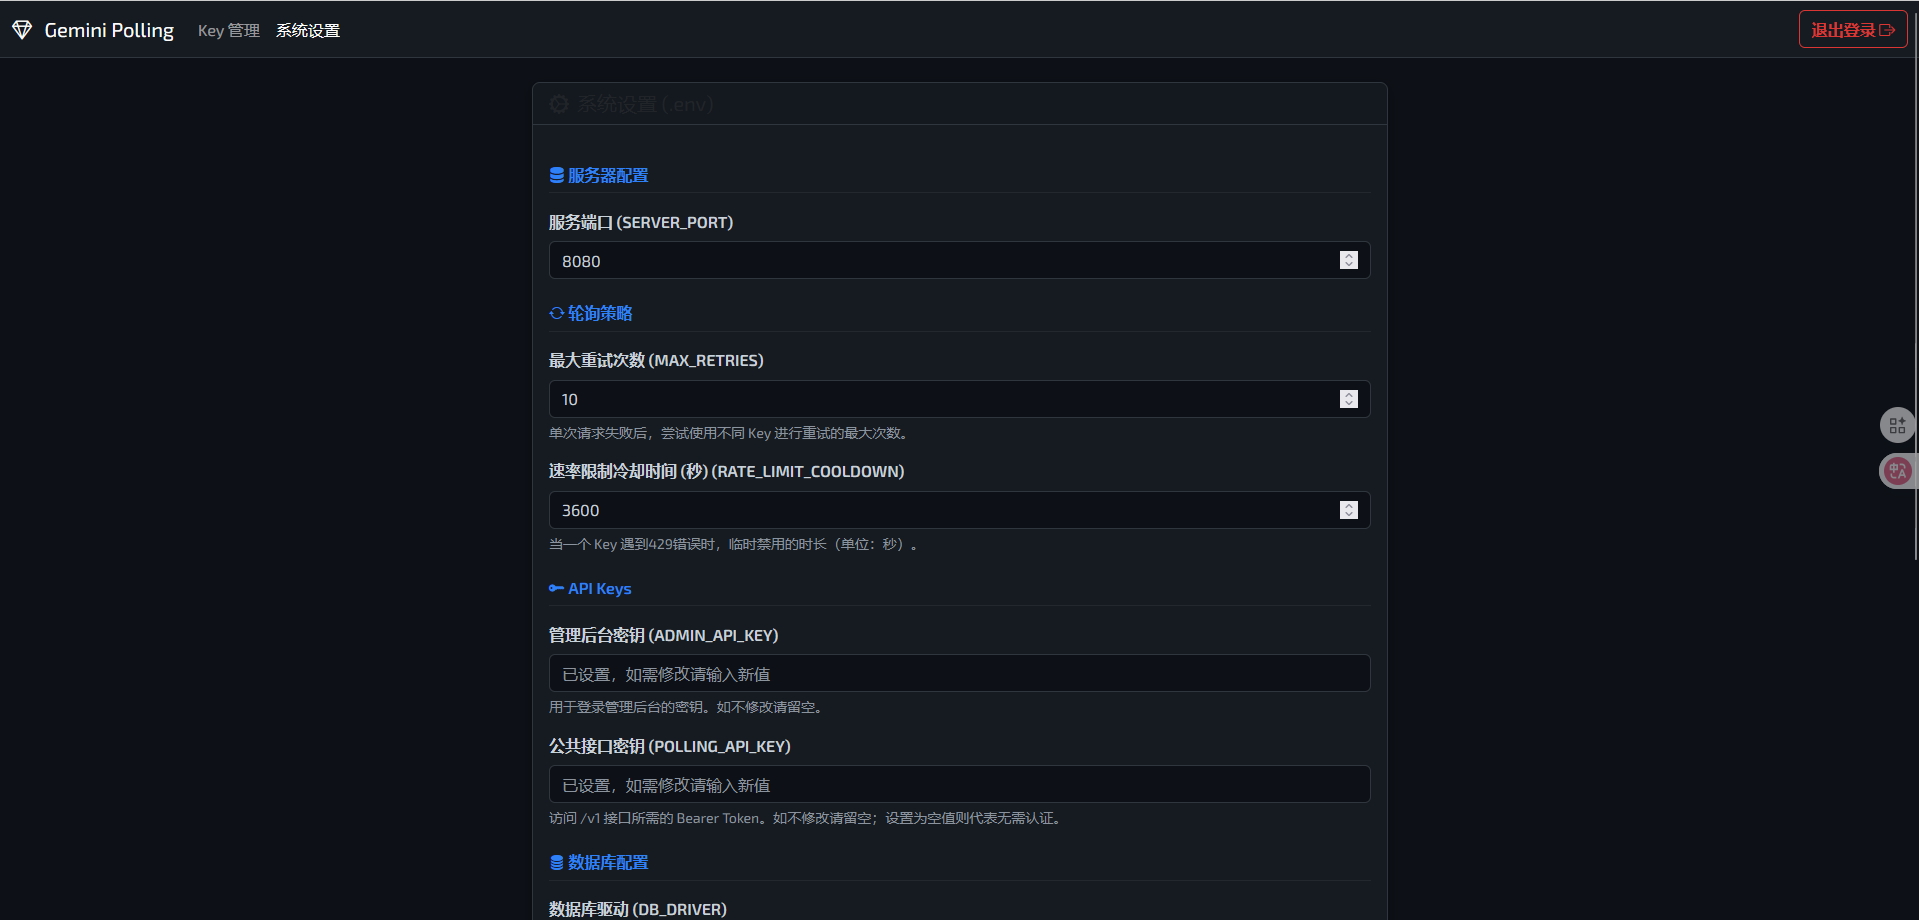 Gemini Polling
Key 管理
系统设置
退出登录
系统设置 (.env)
服务器配置
服务端口 (SERVER_PORT)
8080
轮询策略
最大重试次数 (MAX_RETRIES)
10
单次请求失败后，尝试使用不同 Key 进行重试的最大次数。
速率限制冷却时间 (秒) (RATE_LIMIT_COOLDOWN)
3600
当一个 Key 遇到429错误时，临时禁用的时长（单位：秒）。
API Keys
管理后台密钥 (ADMIN_API_KEY)
已设置，如需修改请输入新值
用于登录管理后台的密钥。如不修改请留空。
公共接口密钥 (POLLING_API_KEY)
已设置，如需修改请输入新值
访问 /v1 接口所需的 Bearer Token。如不修改请留空；设置为空值则代表无需认证。
数据库配置
数据库驱动 (DB_DRIVER)
中A